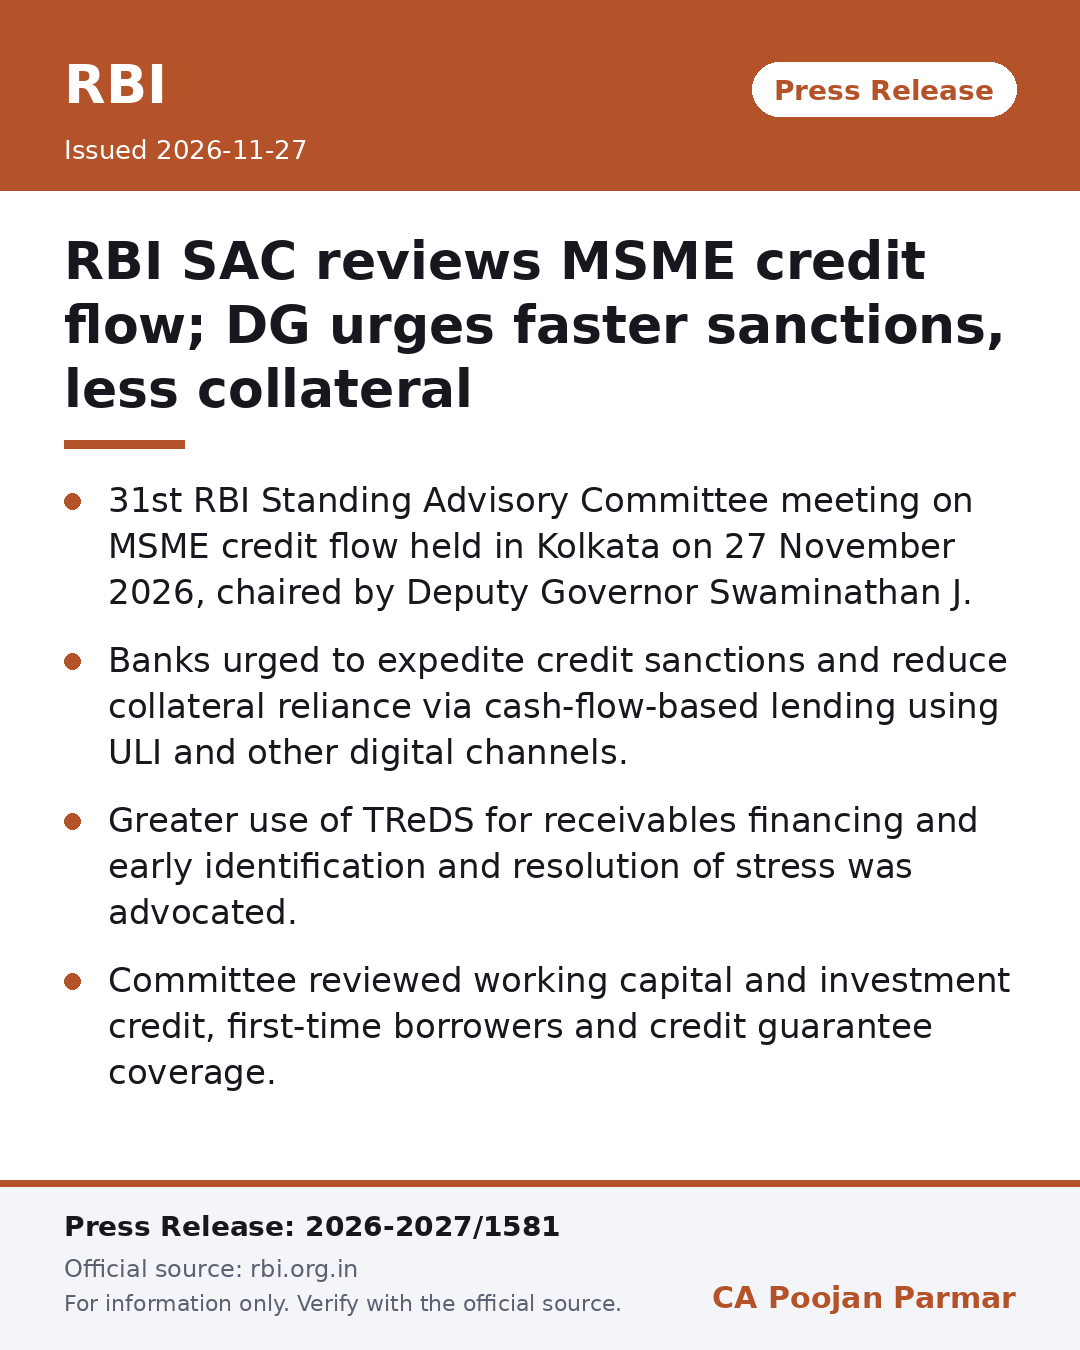 RBI
Press Release
Issued 2026-11-27
RBI SAC reviews MSME credit
flow; DG urges faster sanctions,
less collateral
31st RBI Standing Advisory Committee meeting on
MSME credit flow held in Kolkata on 27 November
2026, chaired by Deputy Governor Swaminathan J.
Banks urged to expedite credit sanctions and reduce
collateral reliance via cash-flow-based lending using
ULI and other digital channels.
Greater use of TReDS for receivables financing and
early identification and resolution of stress was
advocated.
Committee reviewed working capital and investment
credit, first-time borrowers and credit guarantee
coverage.
Press Release: 2026-2027/1581
Official source: rbi.org.in
For information only. Verify with the official source.
CA Poojan Parmar